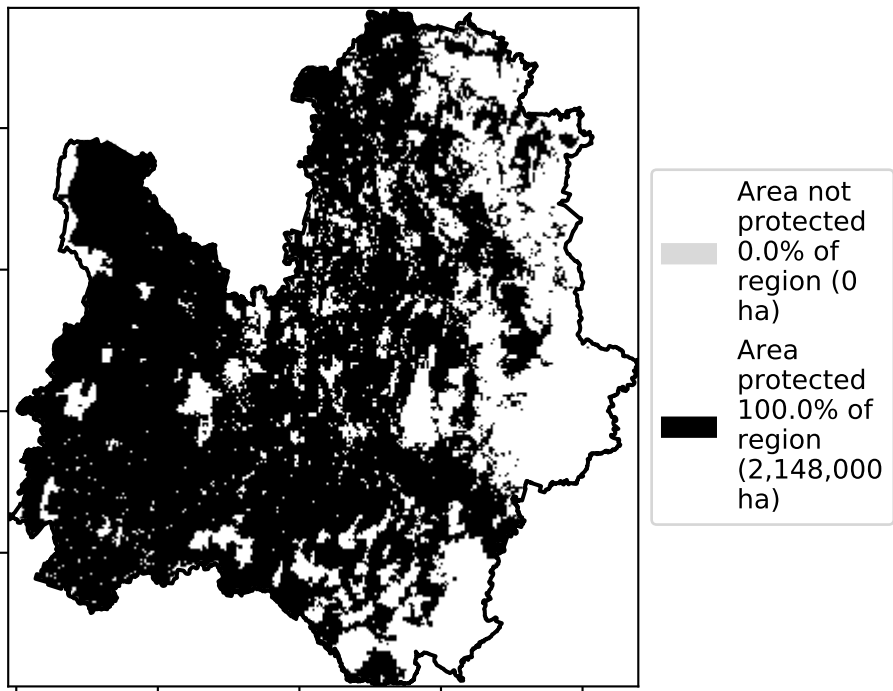 Area not
protected
0.0% of
region (0
ha)
Area
protected
100.0% of
region
(2,148,000
ha)